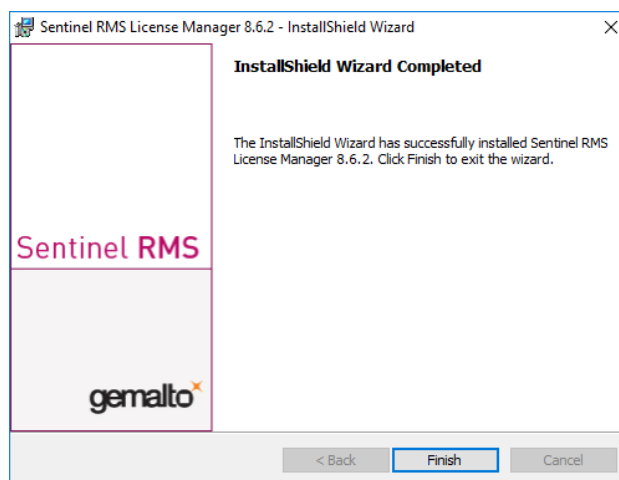 Sentinel RMS License Manager 8.6.2 - InstallShield Wizard
InstallShield Wizard Completed
The InstallShield Wizard has successfully installed Sentinel RMS
License Manager 8.6.2. Click Finish to exit the wizard.
Sentinel RMS
gemalto
< Back
Finish
Cancel